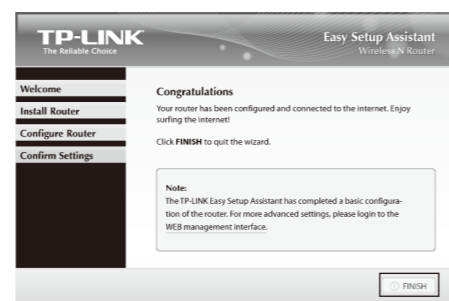 TP-LINK
The Reliable Choice
Easy Setup Assistant
Wireless N Router
Welcome
Install Router
Configure Router
Confirm Settings
Congratulations
Your router has been configured and connected to the internet. Enjoy
surfing the internet!
Click FINISH to quit the wizard.
Note:
The TP-LINK Easy Setup Assistant has completed a basic configura-
tion of the router. For more advanced settings, please login to the
WEB management interface.
FINISH